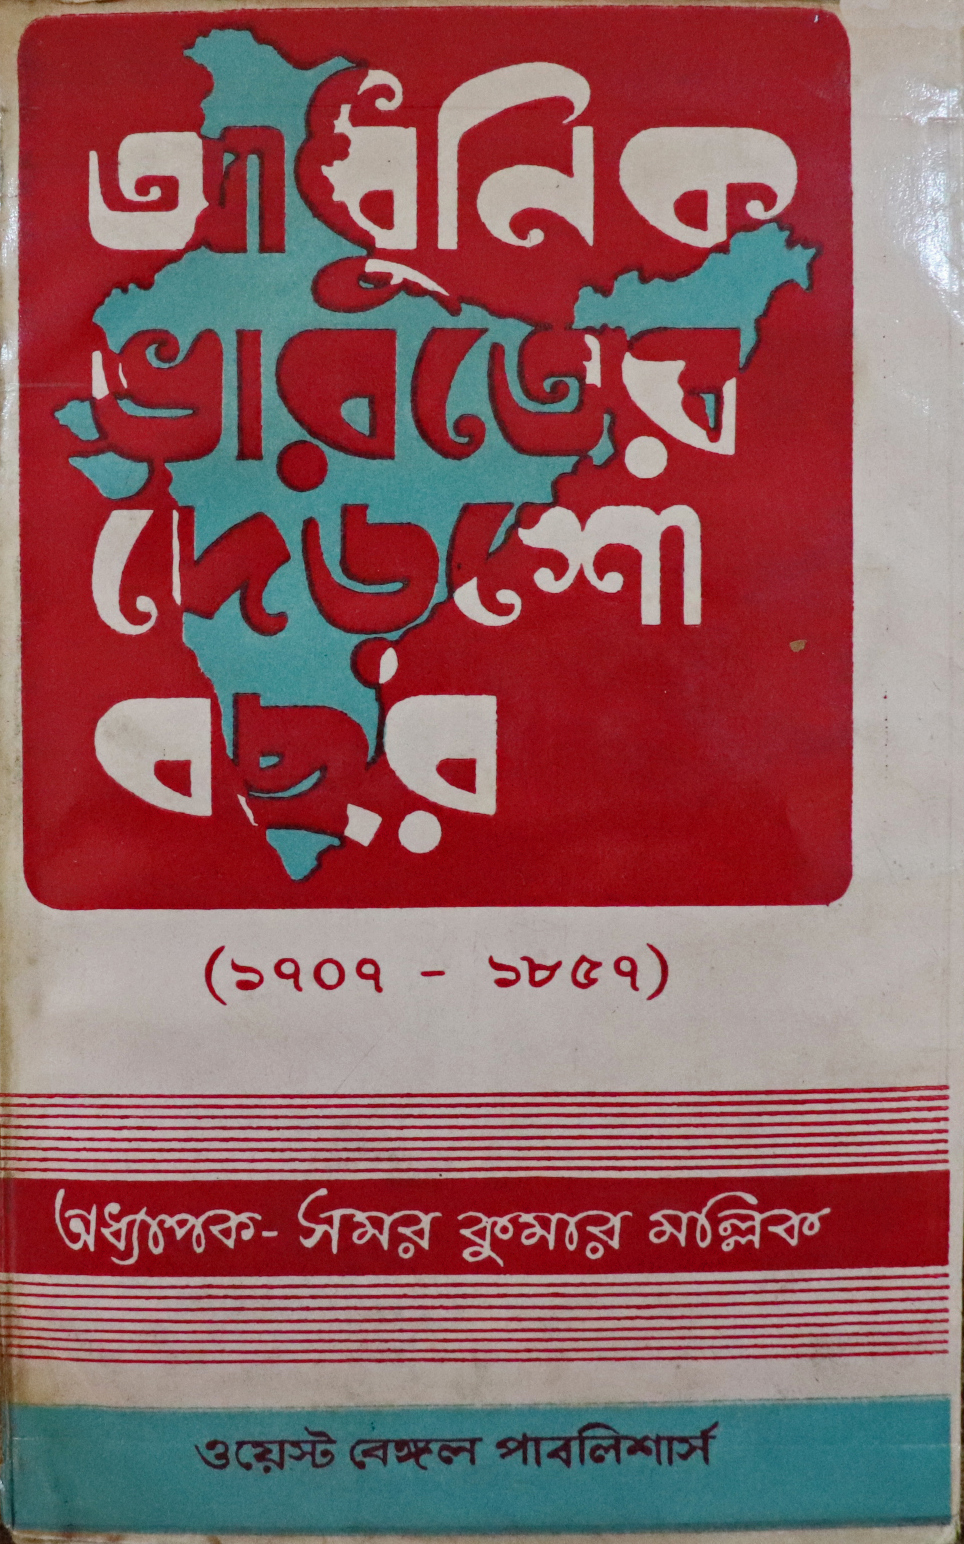 আধুনিক
ভারতের
দেড়শো
বছর
(১৭০৭ - ১৮৫৭)
অধ্যাপক- সমর কুমার মল্লিক
ওয়েস্ট বেঙ্গল পাবলিশার্স